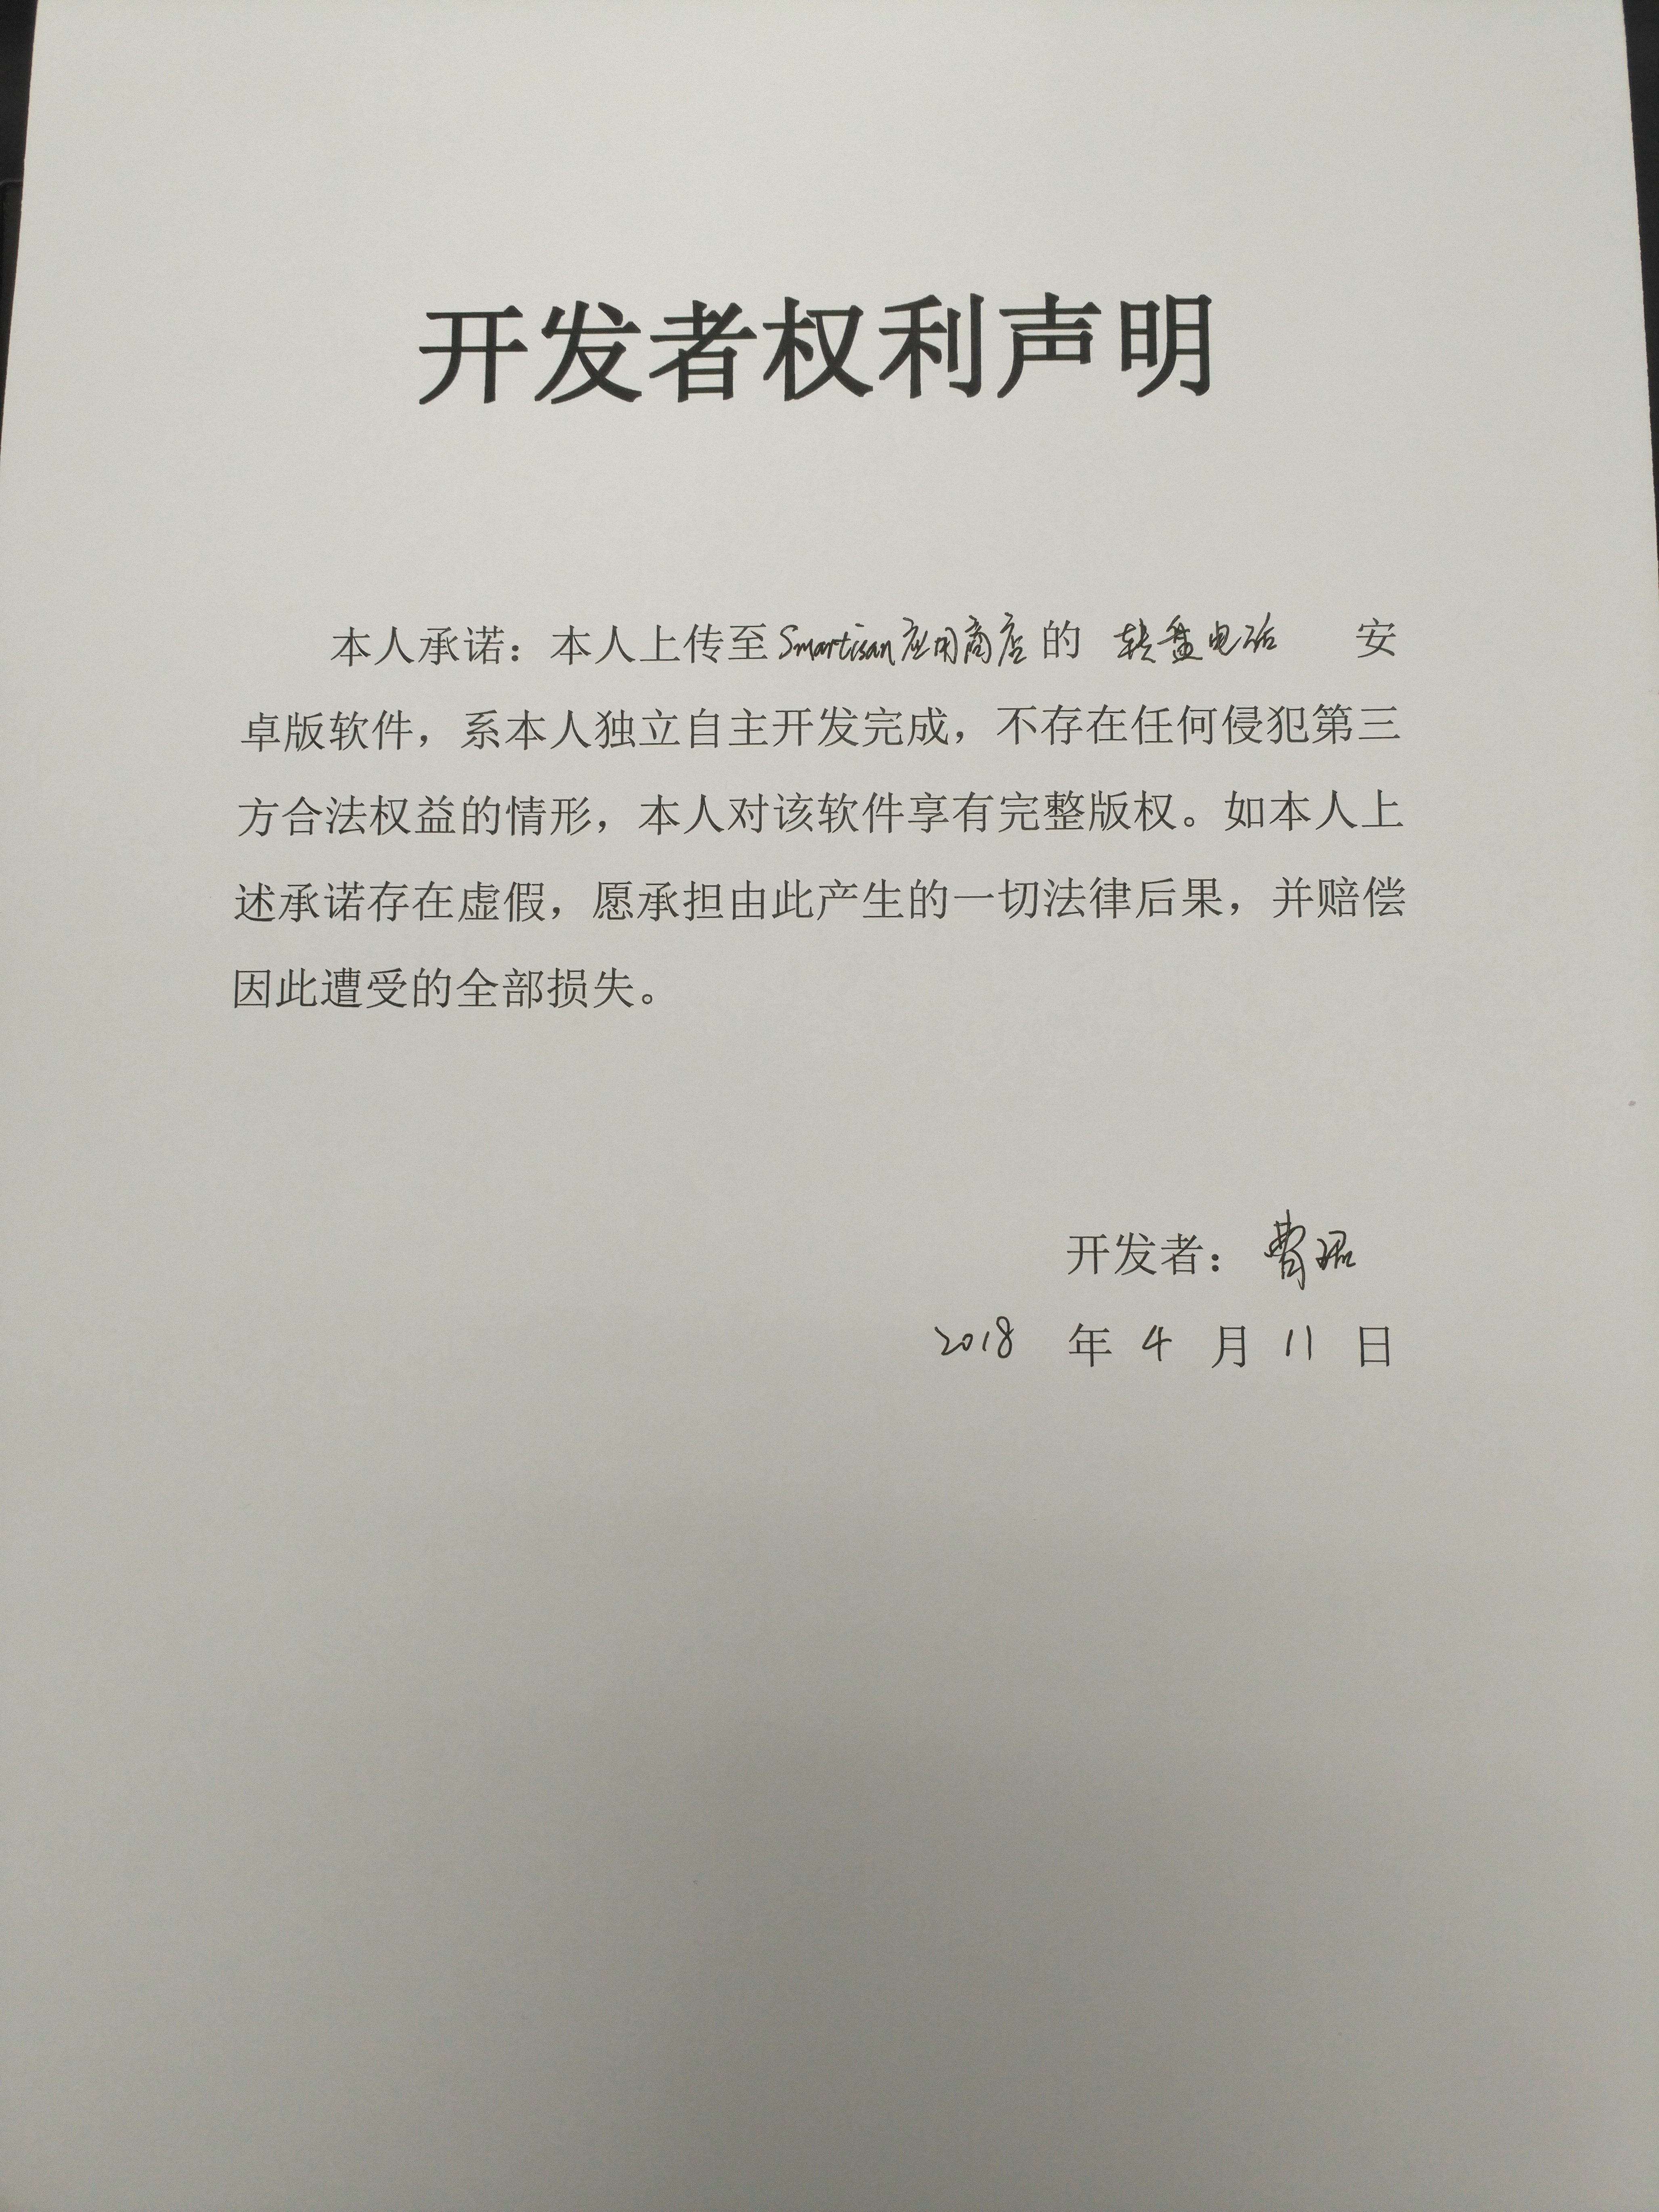 开发者权利声明
本人承诺：本人上传至Smartisan应用商店的 转盘电话 安
卓版软件，系本人独立自主开发完成，不存在任何侵犯第三
方合法权益的情形，本人对该软件享有完整版权。如本人上
述承诺存在虚假，愿承担由此产生的一切法律后果，并赔偿
因此遭受的全部损失。
开发者：
2018 年 4 月 11 日